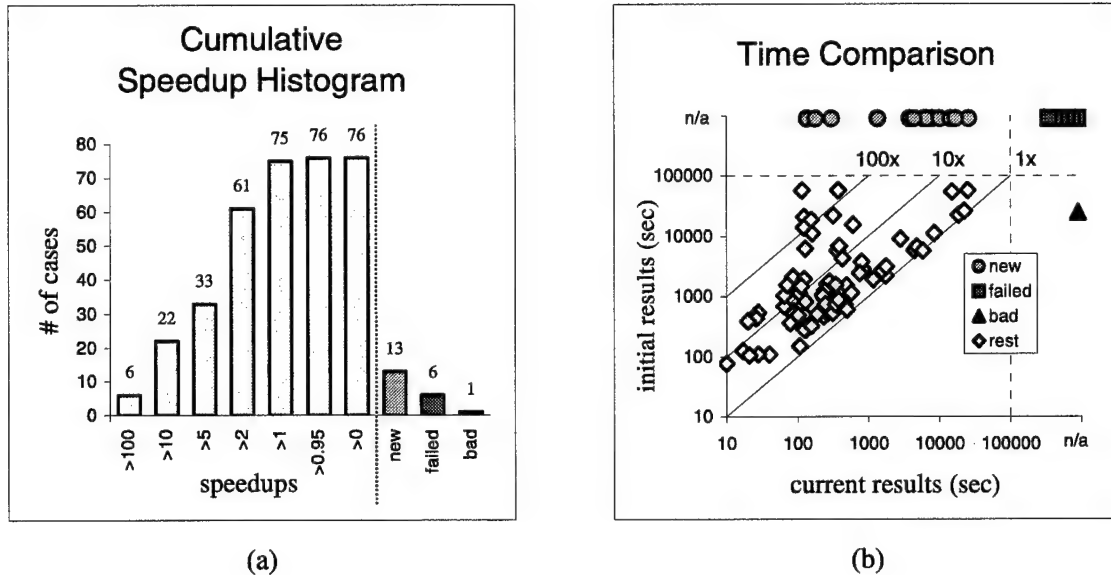 Cumulative
Speedup Histogram
# of cases
80
70
60
50
40
30
20
10
0
6
22
33
61
75
76
76
13
6
1
>100
>10
>5
>2
>1
>0.95
>0
new
failed
bad
speedups
(a)
Time Comparison
initial results (sec)
n/a
100000
10000
1000
100
10
100x
10x
1x
new
failed
bad
rest
10
100
1000
10000
100000
n/a
current results (sec)
(b)